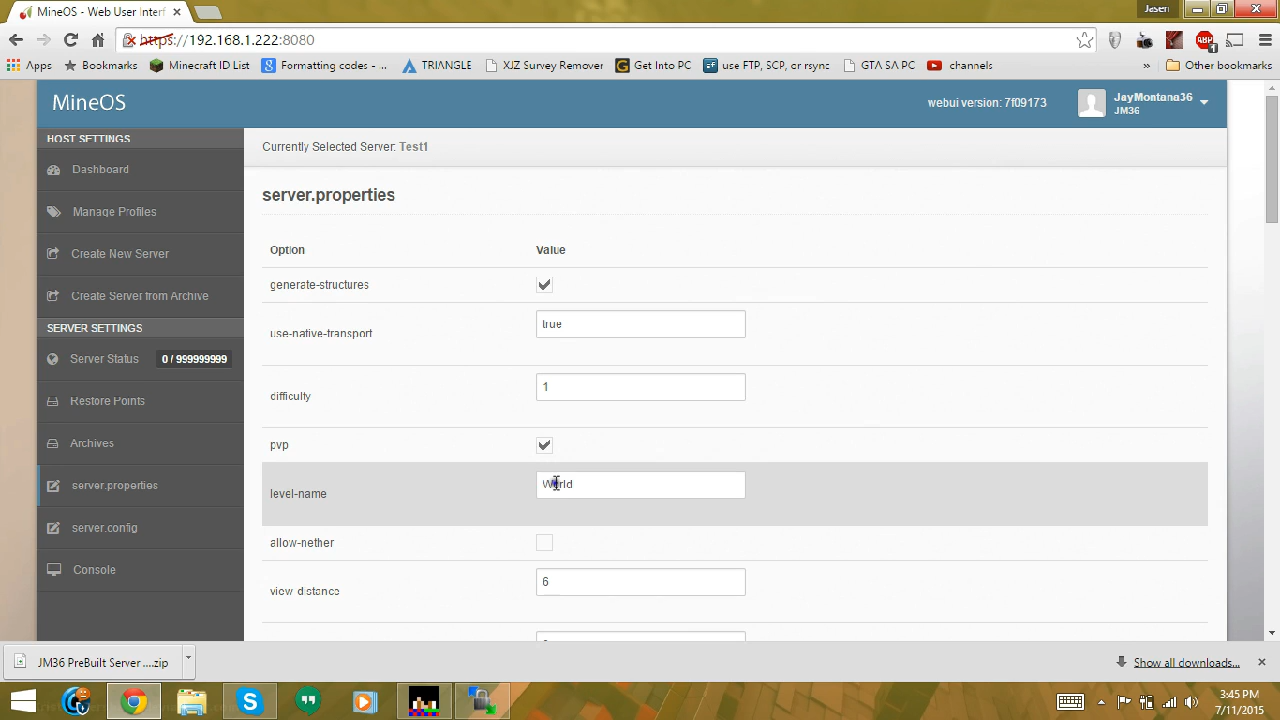 MineOS - Web User Interf
Jasen
https://192.168.1.222:8080
Apps
Bookmarks
Minecraft ID List
Formatting codes - ...
TRIANGLE
XJZ Survey Remover
Get Into PC
use FTP, SCP, or rsync
GTA SA PC
channels
»
Other bookmarks
MineOS
webui version: 7f09173
JayMontana36
JM36
HOST SETTINGS
Dashboard
Manage Profiles
Create New Server
Create Server from Archive
SERVER SETTINGS
Server Status 0 / 999999999
Restore Points
Archives
server.properties
server.config
Console
Currently Selected Server: Test1
server.properties
Option Value
generate-structures
use-native-transport true
difficulty 1
pvp
level-name World
allow-nether
view-distance 6
JM36 PreBuilt Server ....zip
Show all downloads...
3:45 PM
7/11/2015